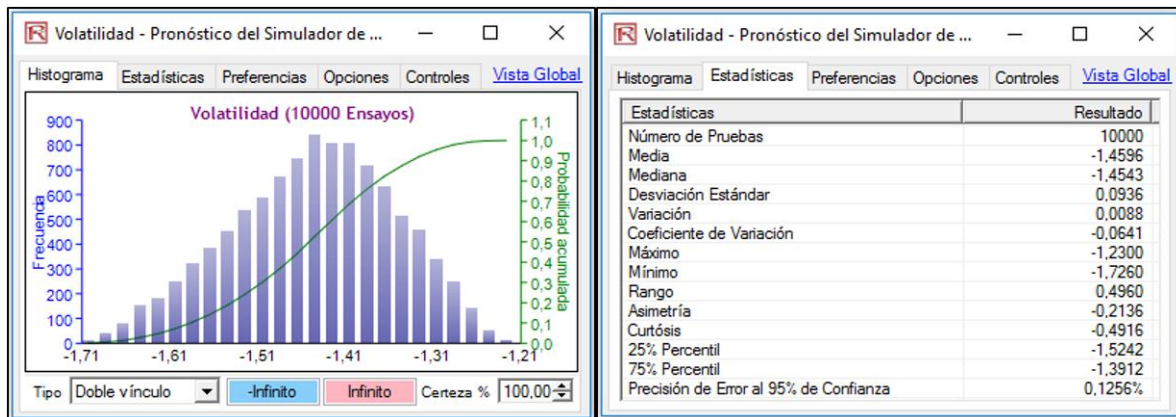 Volatilidad - Pronóstico del Simulador de ...
Histograma Estadísticas Preferencias Opciones Controles Vista Global
Volatilidad (10000 Ensayos)
Frecuencia
900
800
700
600
500
400
300
200
100
0
-1,71 -1,61 -1,51 -1,41 -1,31 -1,21
1,1
1,0
0,9
0,8
0,7
0,6
0,5
0,4
0,3
0,2
0,1
0,0
Probabilidad acumulada
Tipo Doble vínculo -Infinito Infinito Certeza % 100,00
Volatilidad - Pronóstico del Simulador de ...
Histograma Estadísticas Preferencias Opciones Controles Vista Global
Estadísticas Resultado
Número de Pruebas 10000
Media -1,4596
Mediana -1,4543
Desviación Estándar 0,0936
Variación 0,0088
Coeficiente de Variación -0,0641
Máximo -1,2300
Mínimo -1,7260
Rango 0,4960
Asimetría -0,2136
Curtósis -0,4916
25% Percentil -1,5242
75% Percentil -1,3912
Precisión de Error al 95% de Confianza 0,1256%